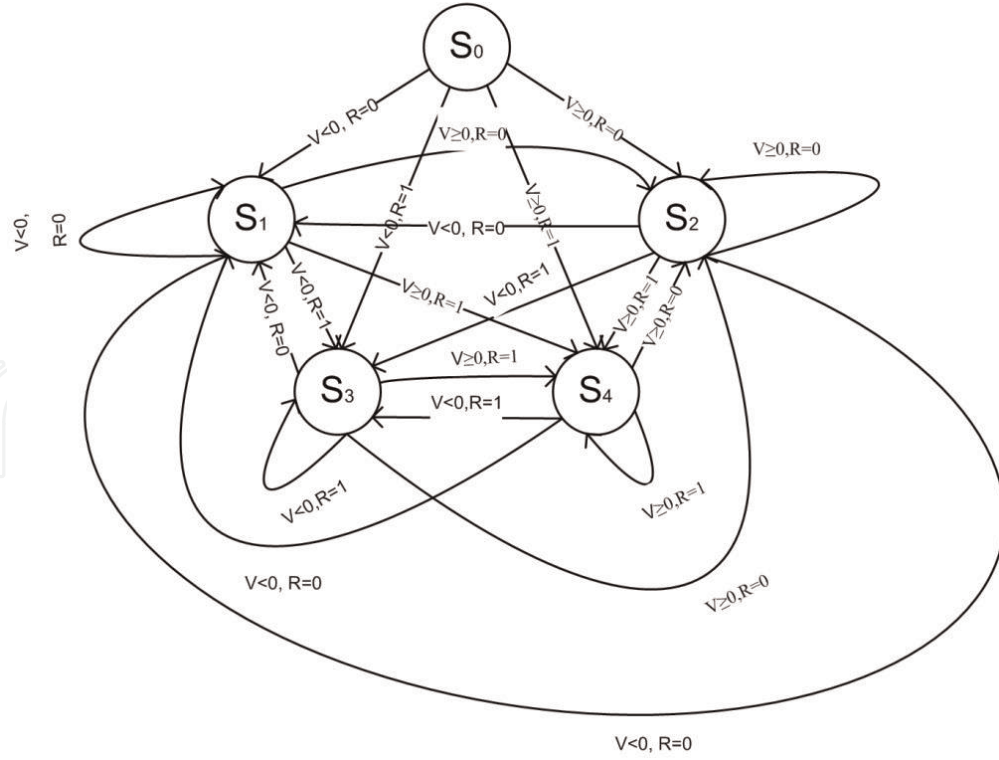 S0
V<0, R=0
V≥0,R=0
V≥0,R=0
V≥0,R=0
V<0,
R=0
S1
V<0,R=1
V≥0,R=1
S2
V<0, R=0
V<0, R=0
V<0,R=1
V≥0,R=1
V<0,R=1
V≥0,R=1
V≥0,R=0
V≥0,R=1
S3
V<0,R=1
S4
V<0,R=1
V≥0,R=1
V<0, R=0
V≥0,R=0
V<0, R=0